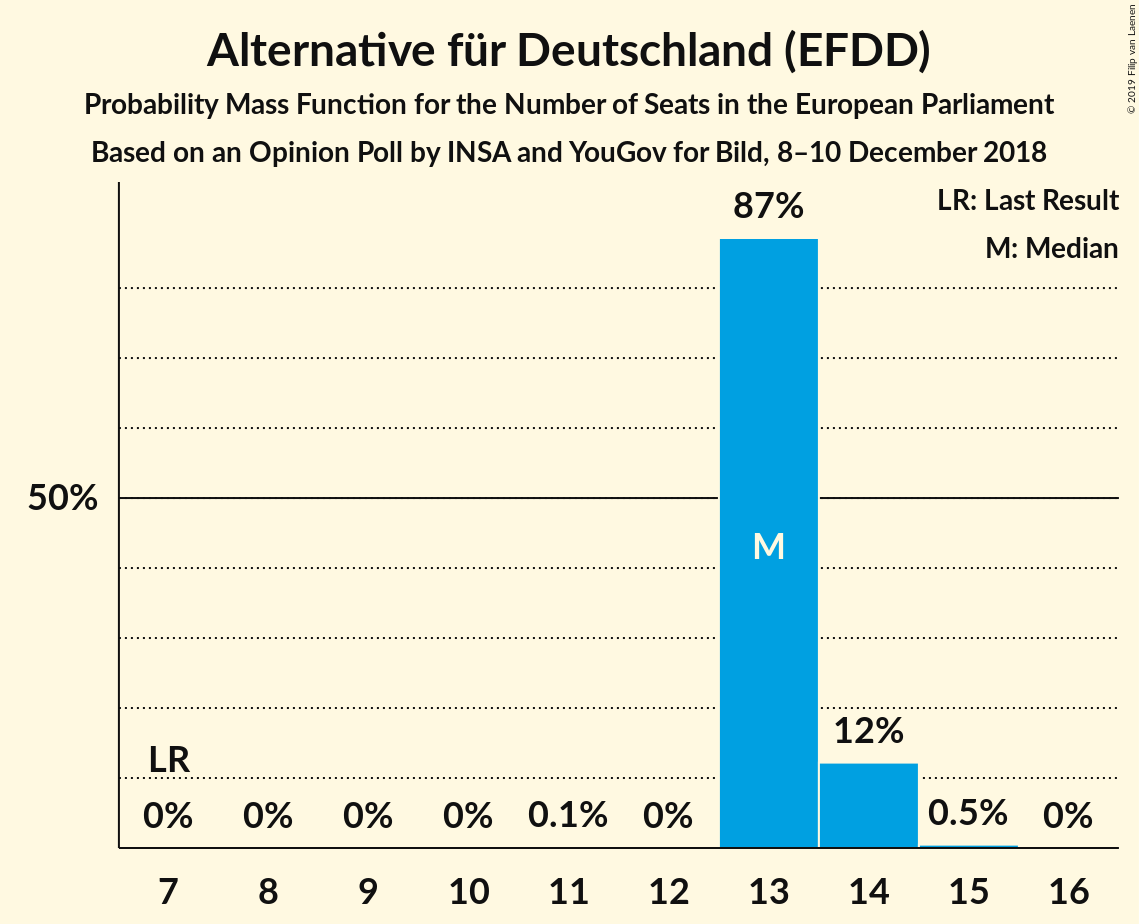 Alternative für Deutschland (EFDD)
Probability Mass Function for the Number of Seats in the European Parliament
Based on an Opinion Poll by INSA and YouGov for Bild, 8–10 December 2018
© 2019 Filip van Laenen
LR: Last Result
M: Median
87%
50%
M
12%
LR
0% 0% 0% 0% 0.1% 0% 0.5% 0%
7 8 9 10 11 12 13 14 15 16